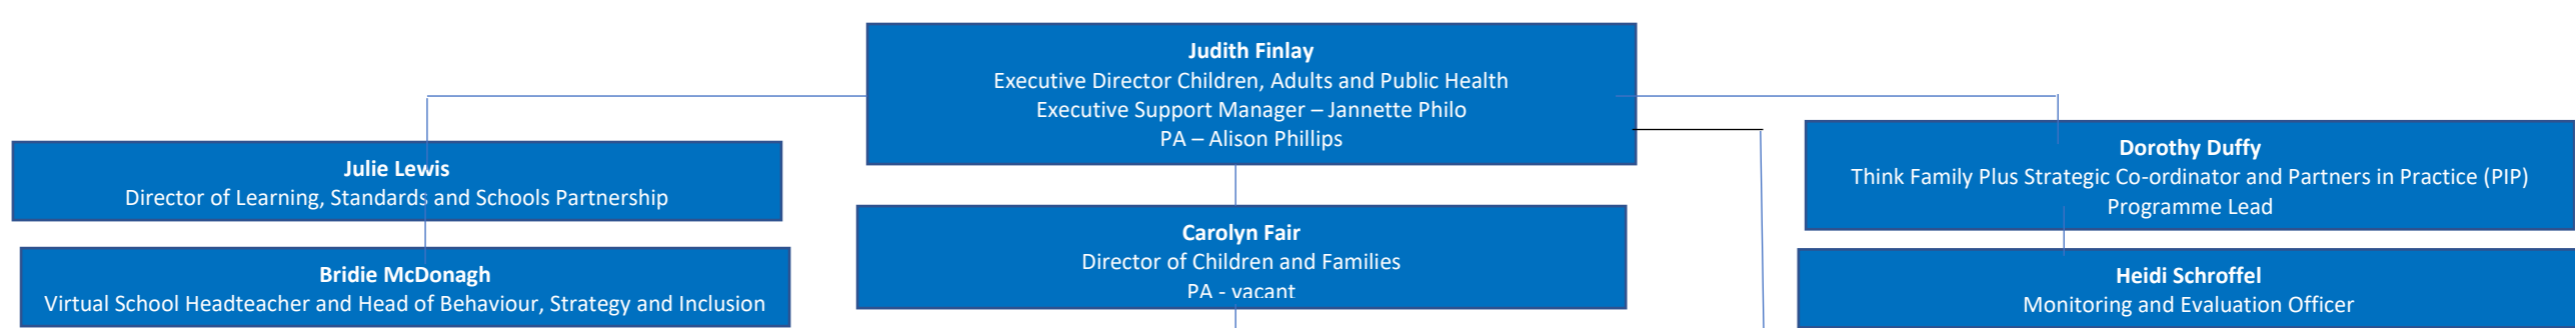 Judith Finlay
Executive Director Children, Adults and Public Health
Executive Support Manager – Jannette Philo
PA – Alison Phillips
Julie Lewis
Director of Learning, Standards and Schools Partnership
Dorothy Duffy
Think Family Plus Strategic Co-ordinator and Partners in Practice (PIP)
Programme Lead
Carolyn Fair
Director of Children and Families
PA - vacant
Bridie McDonagh
Virtual School Headteacher and Head of Behaviour, Strategy and Inclusion
Heidi Schroffel
Monitoring and Evaluation Officer